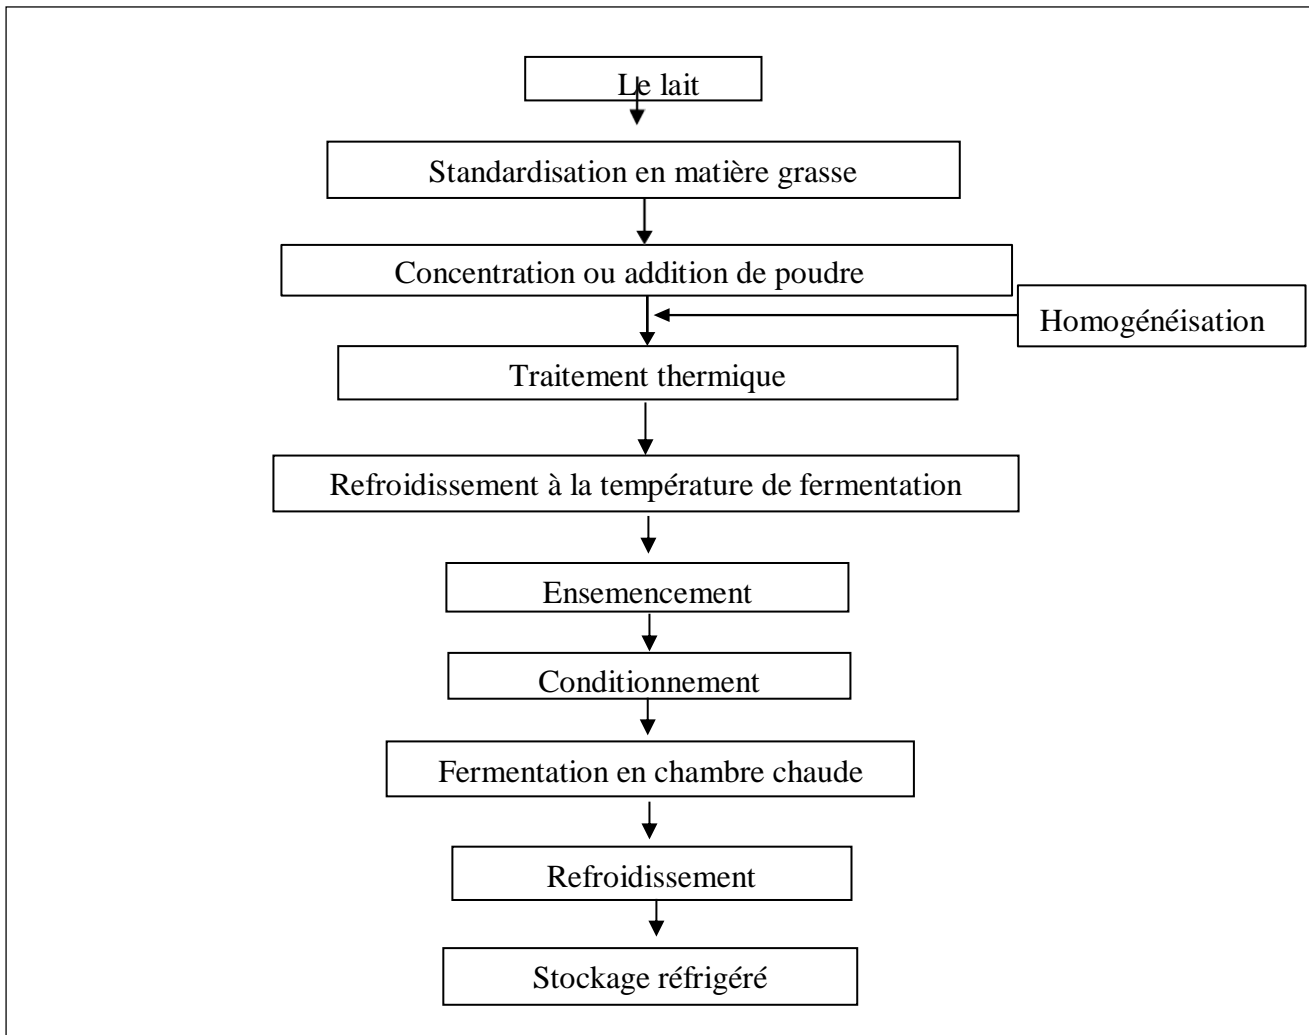 Le lait
Standardisation en matière grasse
Concentration ou addition de poudre
Homogénéisation
Traitement thermique
Refroidissement à la température de fermentation
Ensemencement
Conditionnement
Fermentation en chambre chaude
Refroidissement
Stockage réfrigéré